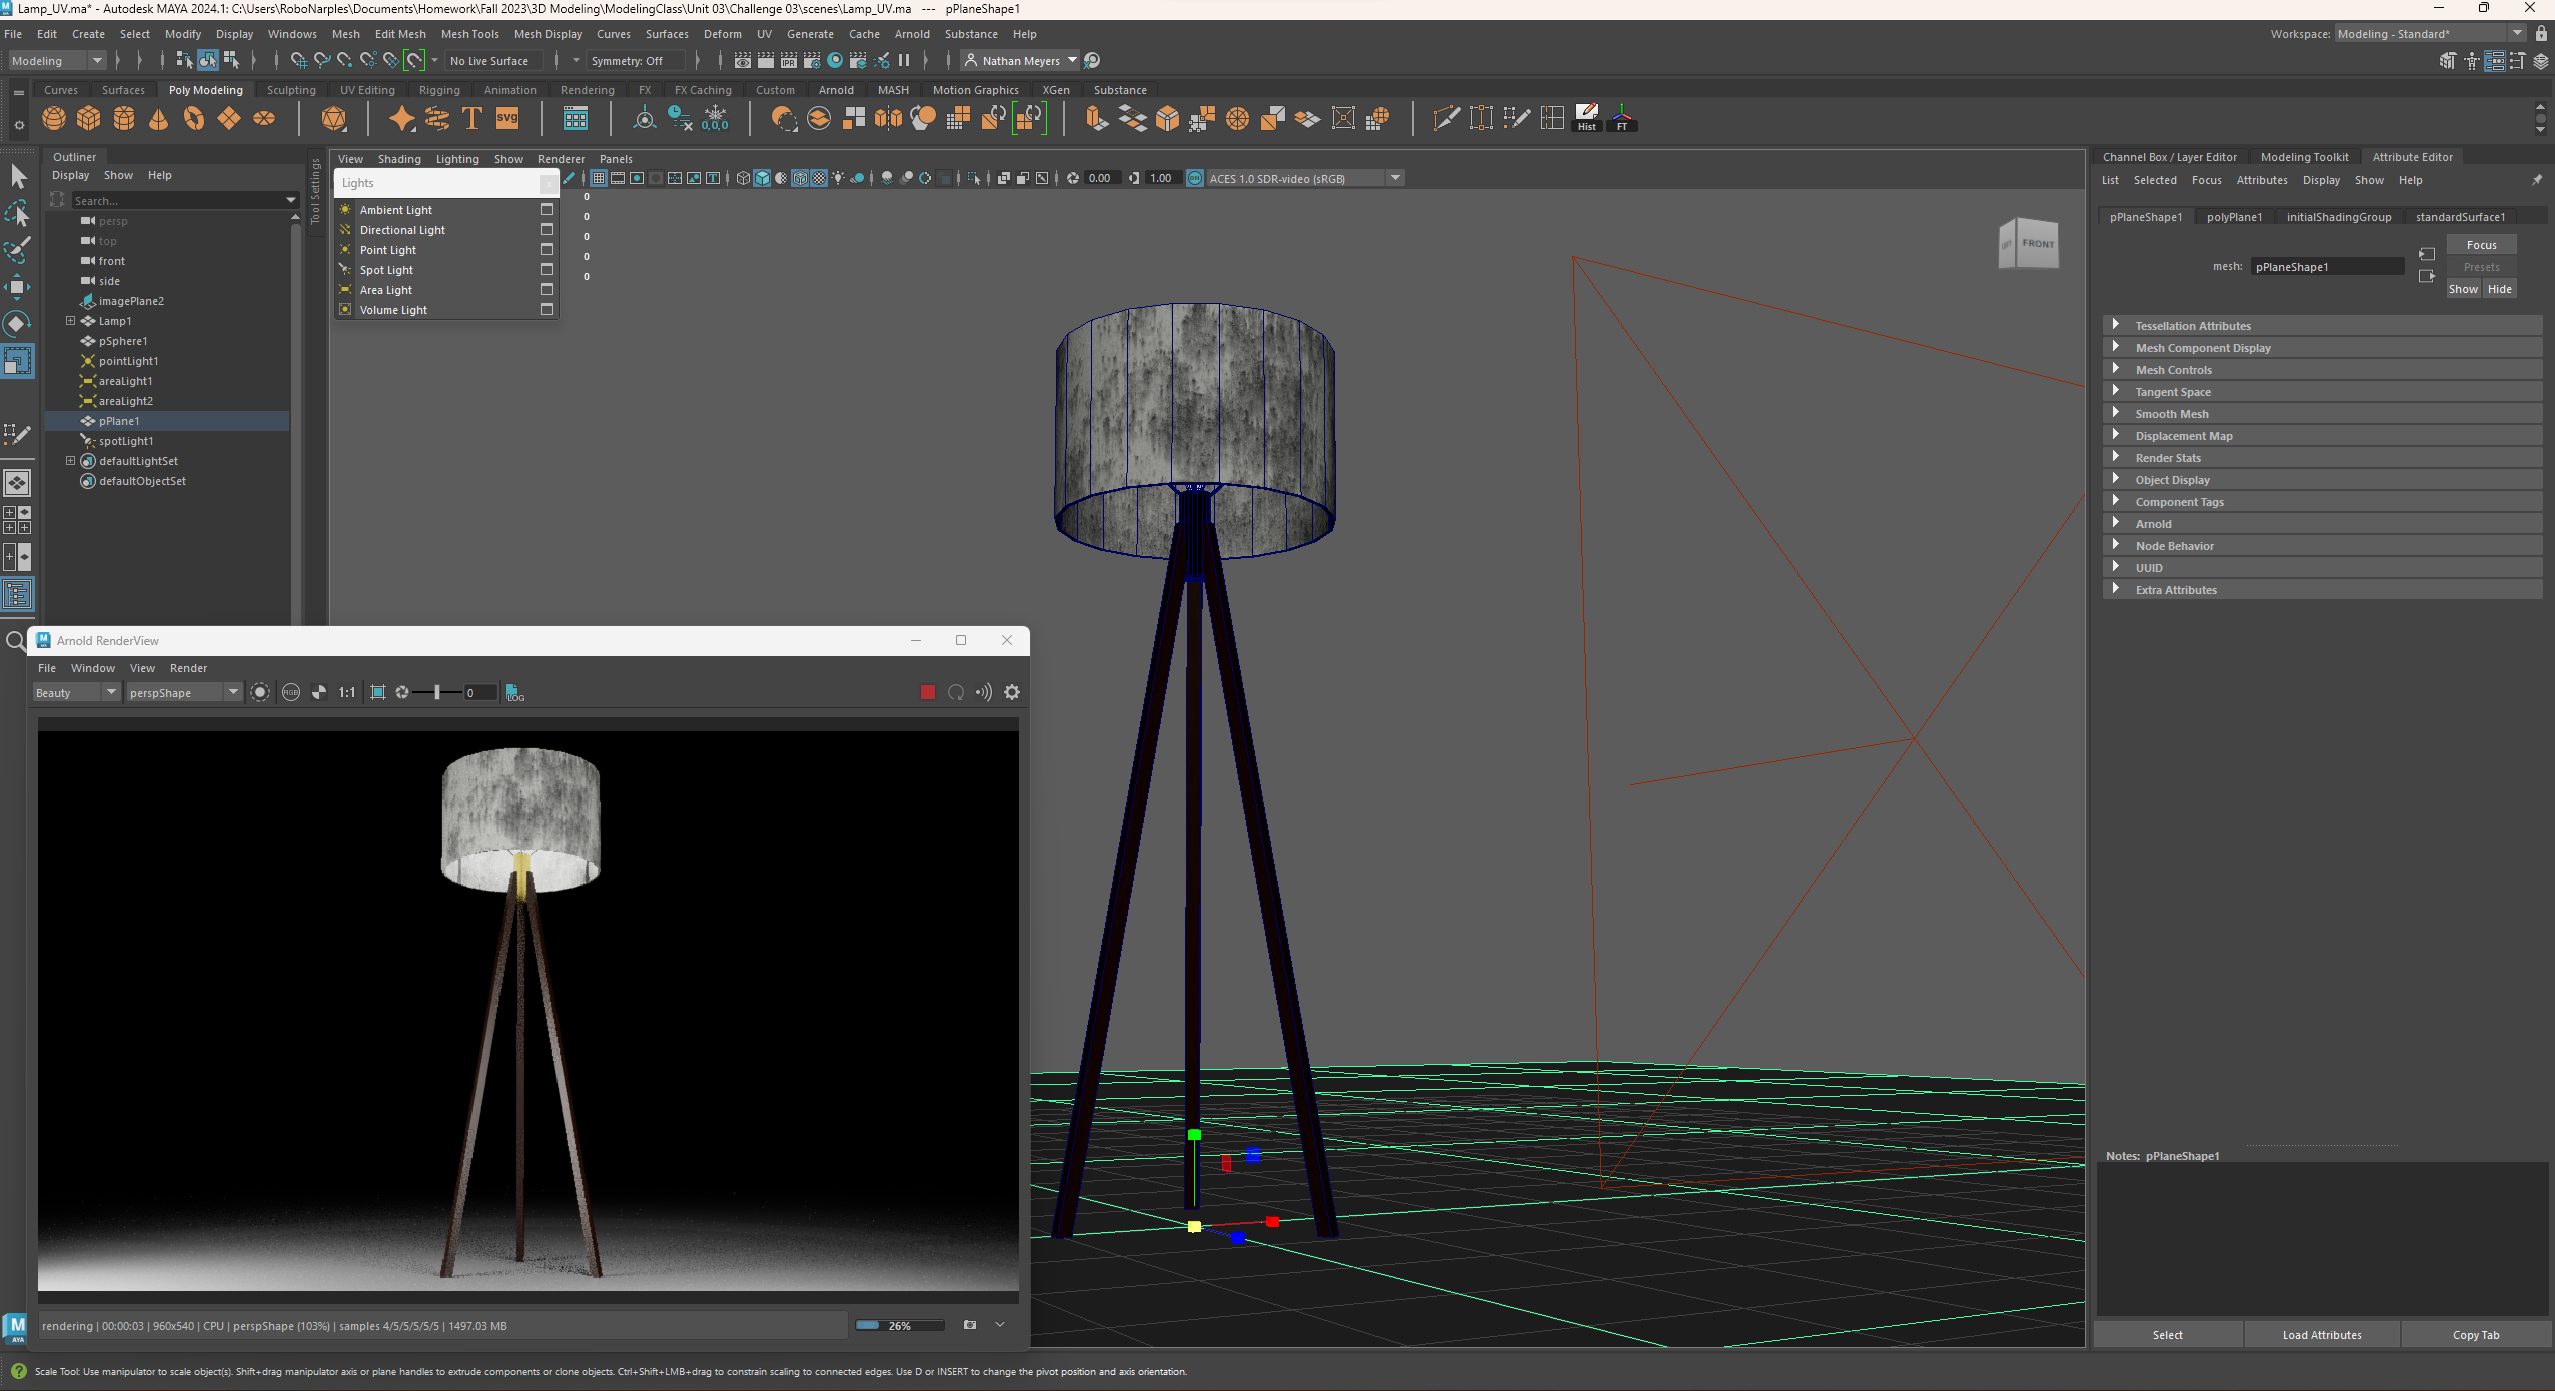 Lamp_UV.ma* - Autodesk MAYA 2024.1: C:\Users\RoboNarples\Documents\Homework\Fall 2023\3D Modeling\ModelingClass\Unit 03\Challenge 03\scenes\Lamp_UV.ma --- pPlaneShape1
File Edit Create Select Modify Display Windows Mesh Edit Mesh Mesh Tools Mesh Display Curves Surfaces Deform UV Generate Cache Arnold Substance Help
Workspace: Modeling - Standard*
Modeling
No Live Surface
Symmetry: Off
IPR
Nathan Meyers
Curves Surfaces Poly Modeling Sculpting UV Editing Rigging Animation Rendering FX FX Caching Custom Arnold MASH Motion Graphics XGen Substance
svg
0,0,0
Hist
FT
Outliner
Display Show Help
Search...
persp
top
front
side
imagePlane2
Lamp1
pSphere1
pointLight1
areaLight1
areaLight2
pPlane1
spotLight1
defaultLightSet
defaultObjectSet
Tool Settings
View Shading Lighting Show Renderer Panels
0.00
1.00
ON
ACES 1.0 SDR-video (sRGB)
Lights
Ambient Light
Directional Light
Point Light
Spot Light
Area Light
Volume Light
0
0
0
0
0
FRONT
Channel Box / Layer Editor Modeling Toolkit Attribute Editor
List Selected Focus Attributes Display Show Help
pPlaneShape1 polyPlane1 initialShadingGroup standardSurface1
mesh: pPlaneShape1
Focus
Presets
Show Hide
Tessellation Attributes
Mesh Component Display
Mesh Controls
Tangent Space
Smooth Mesh
Displacement Map
Render Stats
Object Display
Component Tags
Arnold
Node Behavior
UUID
Extra Attributes
Notes: pPlaneShape1
Select
Load Attributes
Copy Tab
Arnold RenderView
File Window View Render
Beauty
perspShape
RGB
1:1
0
LOG
rendering | 00:00:03 | 960x540 | CPU | perspShape (103%) | samples 4/5/5/5/5/5 | 1497.03 MB
26%
M
AYA
Scale Tool: Use manipulator to scale object(s). Shift+drag manipulator axis or plane handles to extrude components or clone objects. Ctrl+Shift+LMB+drag to constrain scaling to connected edges. Use D or INSERT to change the pivot position and axis orientation.